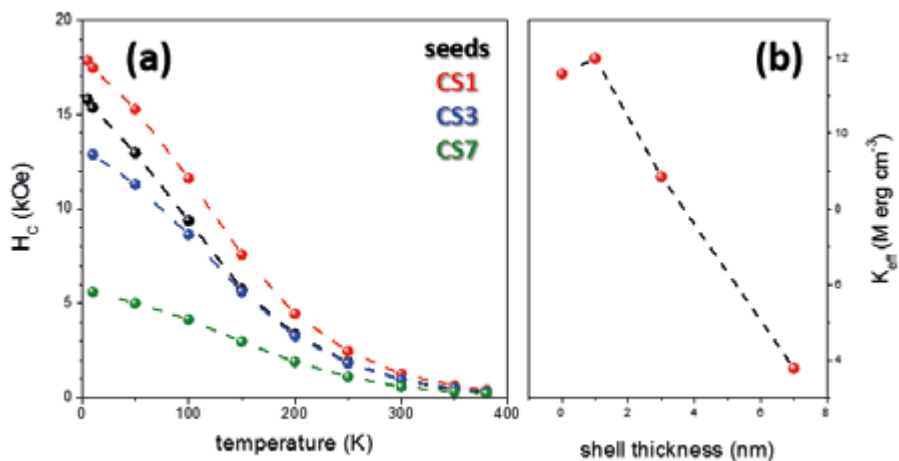 (a)
seeds
CS1
CS3
CS7
20
15
10
5
0
H_C (kOe)
0 100 200 300 400
temperature (K)
(b)
12
10
8
6
4
K_eff (M erg cm⁻³)
0 2 4 6 8
shell thickness (nm)